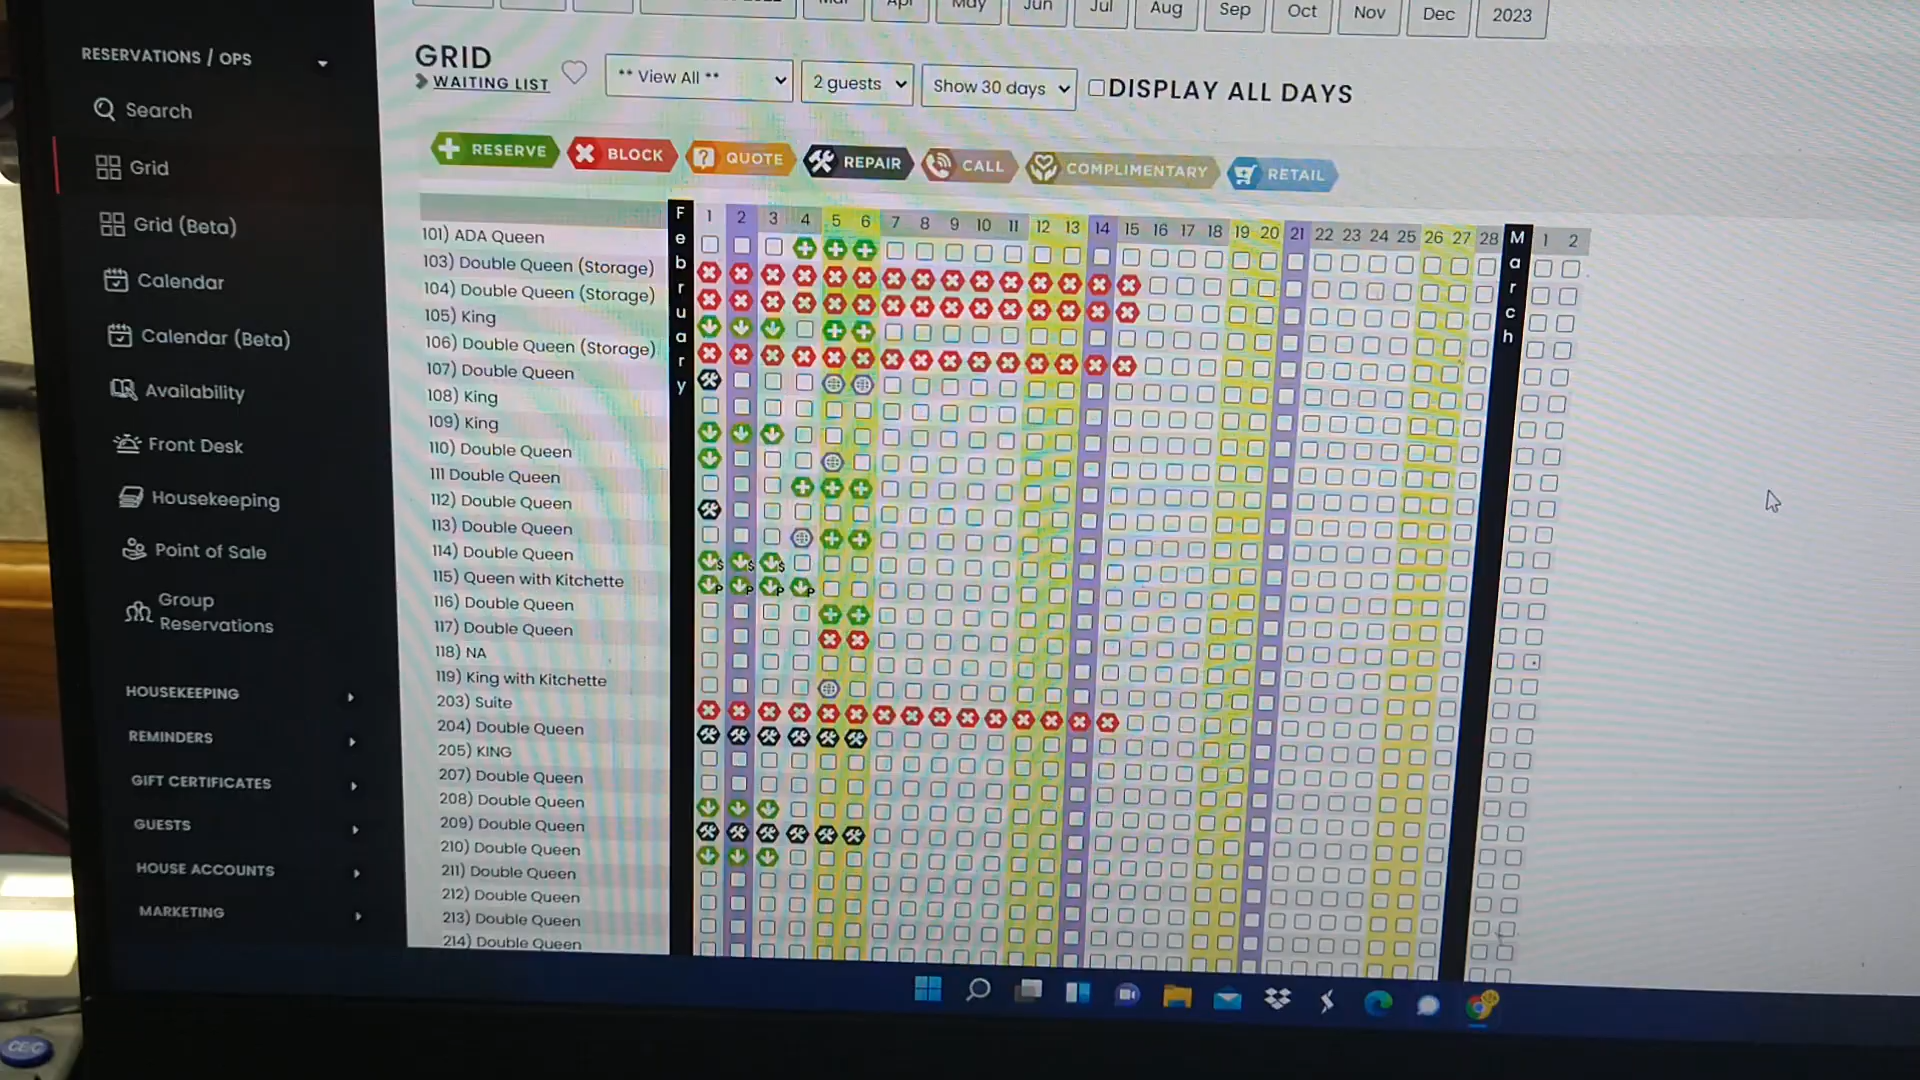 Mar Apr May Jun Jul Aug Sep Oct Nov Dec 2023
RESERVATIONS / OPS
Search
Grid
Grid (Beta)
Calendar
Calendar (Beta)
Availability
Front Desk
Housekeeping
Point of Sale
Group
Reservations
HOUSEKEEPING
REMINDERS
GIFT CERTIFICATES
GUESTS
HOUSE ACCOUNTS
MARKETING
GRID
WAITING LIST
** View All **
2 guests
Show 30 days
DISPLAY ALL DAYS
RESERVE
BLOCK
QUOTE
REPAIR
CALL
COMPLIMENTARY
RETAIL
February
1 2 3 4 5 6 7 8 9 10 11 12 13 14 15 16 17 18 19 20 21 22 23 24 25 26 27 28
March
1 2
101) ADA Queen
103) Double Queen (Storage)
104) Double Queen (Storage)
105) King
106) Double Queen (Storage)
107) Double Queen
108) King
109) King
110) Double Queen
111 Double Queen
112) Double Queen
113) Double Queen
114) Double Queen
115) Queen with Kitchette
116) Double Queen
117) Double Queen
118) NA
119) King with Kitchette
203) Suite
204) Double Queen
205) KING
207) Double Queen
208) Double Queen
209) Double Queen
210) Double Queen
211) Double Queen
212) Double Queen
213) Double Queen
214) Double Queen
$ $ $
P P P P
CE/C